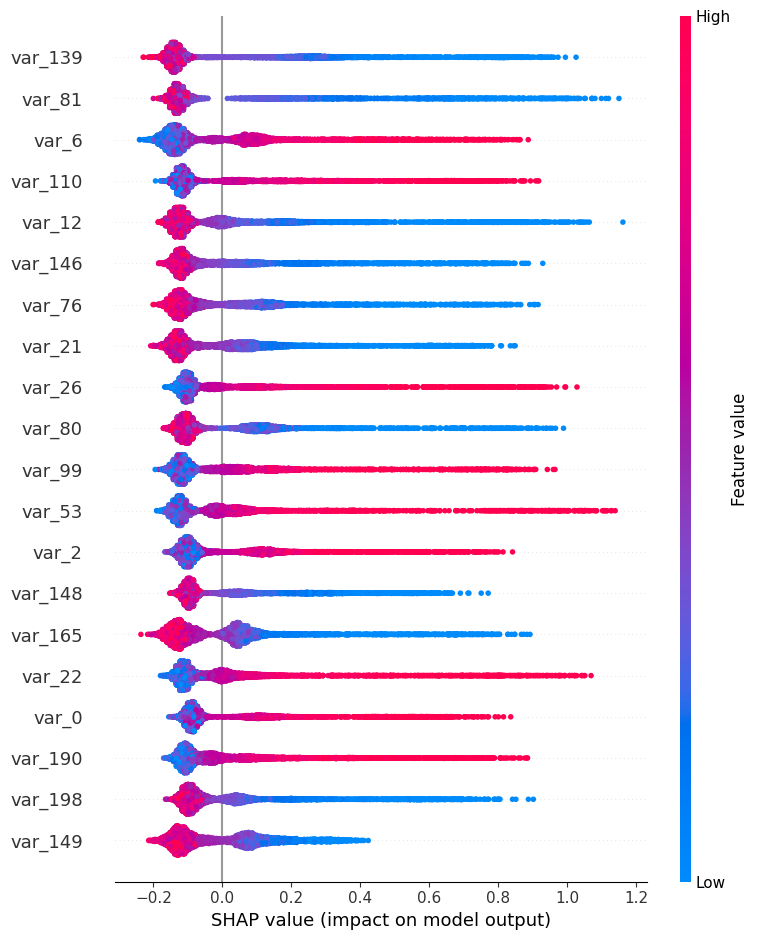 High
var_139
var_81
var_6
var_110
var_12
var_146
var_76
var_21
var_26
var_80
var_99
var_53
var_2
var_148
var_165
var_22
var_0
var_190
var_198
var_149
Feature value
Low
−0.2 0.0 0.2 0.4 0.6 0.8 1.0 1.2
SHAP value (impact on model output)